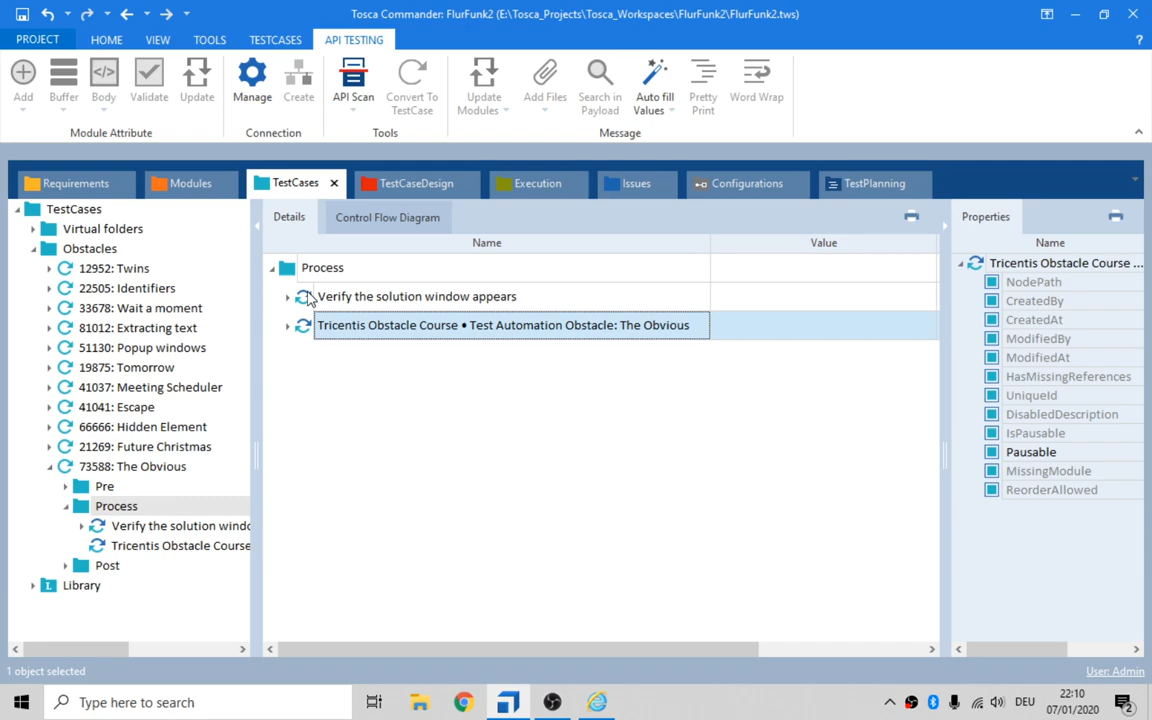 Tosca Commander: FlurFunk2 (E:\Tosca_Projects\Tosca_Workspaces\FlurFunk2\FlurFunk2.tws)
PROJECT HOME VIEW TOOLS TESTCASES API TESTING ?
Add Buffer Body Validate Update Manage Create API Scan Convert To TestCase Update Modules Add Files Search in Payload Auto fill Values Pretty Print Word Wrap
Module Attribute Connection Tools Message
Requirements Modules TestCases TestCaseDesign Execution Issues Configurations TestPlanning
TestCases
Virtual folders
Obstacles
12952: Twins
22505: Identifiers
33678: Wait a moment
81012: Extracting text
51130: Popup windows
19875: Tomorrow
41037: Meeting Scheduler
41041: Escape
66666: Hidden Element
21269: Future Christmas
73588: The Obvious
Pre
Process
Verify the solution windo
Tricentis Obstacle Course
Post
L Library
Details Control Flow Diagram
Name Value
Process
Verify the solution window appears
Tricentis Obstacle Course • Test Automation Obstacle: The Obvious
Properties
Name
Tricentis Obstacle Course ...
NodePath
CreatedBy
CreatedAt
ModifiedBy
ModifiedAt
HasMissingReferences
UniqueId
DisabledDescription
IsPausable
Pausable
MissingModule
ReorderAllowed
1 object selected User: Admin
Type here to search DEU 22:10
07/01/2020 2